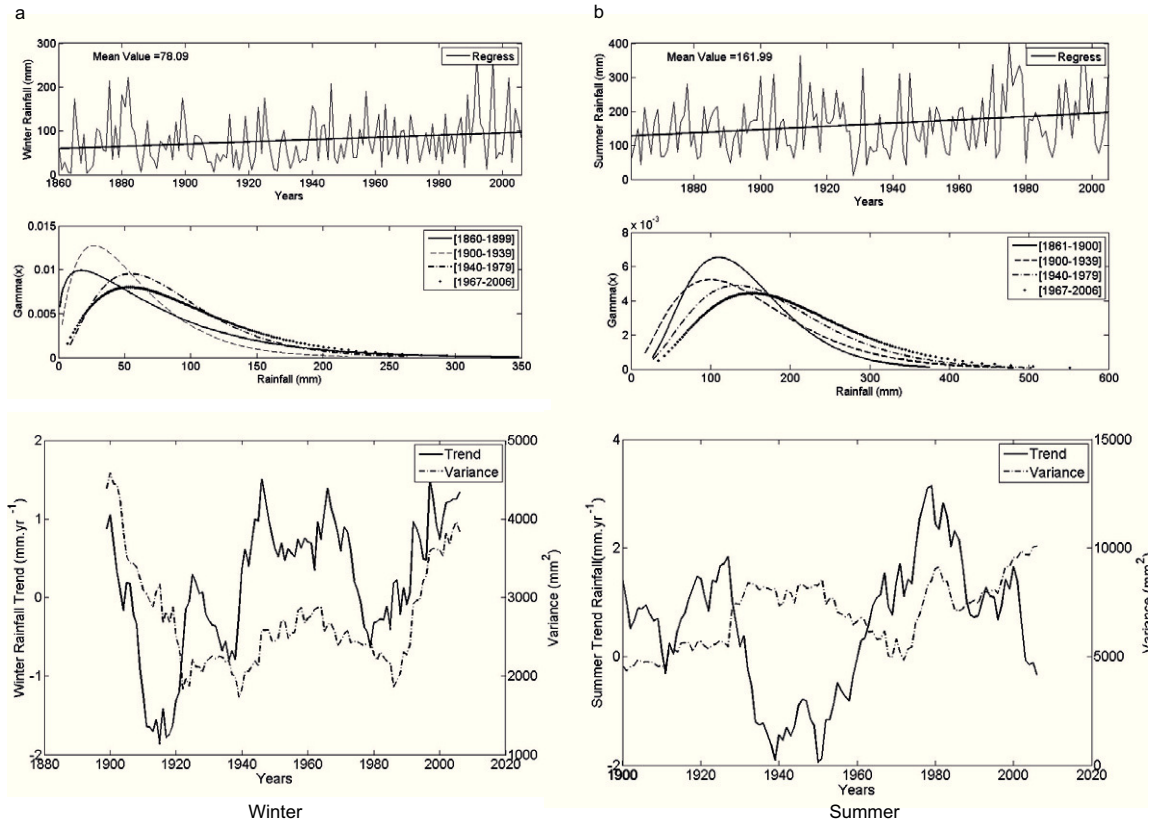 a
Mean Value =78.09
Regress
300
200
100
0
Winter Rainfall (mm)
1860 1880 1900 1920 1940 1960 1980 2000
Years
0.015
0.01
0.005
0
Gamma(x)
[1860-1899]
[1900-1939]
[1940-1979]
[1967-2006]
0 50 100 150 200 250 300 350
Rainfall (mm)
2
1
0
-1
-2
Winter Rainfall Trend (mm.yr⁻¹)
Trend
Variance
5000
4000
3000
2000
1000
Variance (mm²)
1880 1900 1920 1940 1960 1980 2000 2020
Years
Winter
b
Mean Value =161.99
Regress
400
300
200
100
0
Summer Rainfall (mm)
1880 1900 1920 1940 1960 1980 2000
Years
x 10⁻³
8
6
4
2
0
Gamma(x)
[1861-1900]
[1900-1939]
[1940-1979]
[1967-2006]
0 100 200 300 400 500 600
Rainfall (mm)
4
2
0
-2
Summer Trend Rainfall(mm.yr⁻¹)
Trend
Variance
15000
10000
5000
0
Variance (mm²)
1900 1920 1940 1960 1980 2000 2020
Years
Summer